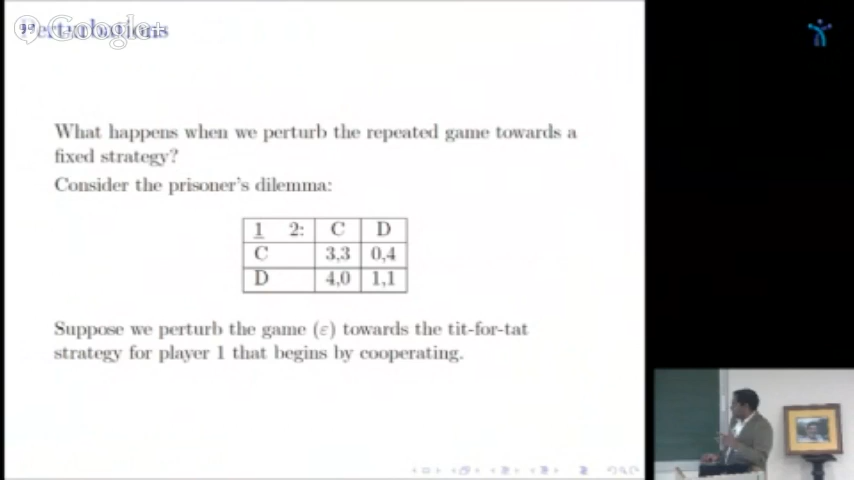 Perturbations
Google+
What happens when we perturb the repeated game towards a
fixed strategy?
Consider the prisoner's dilemma:
1 2: C D
C 3,3 0,4
D 4,0 1,1
Suppose we perturb the game (ε) towards the tit-for-tat
strategy for player 1 that begins by cooperating.